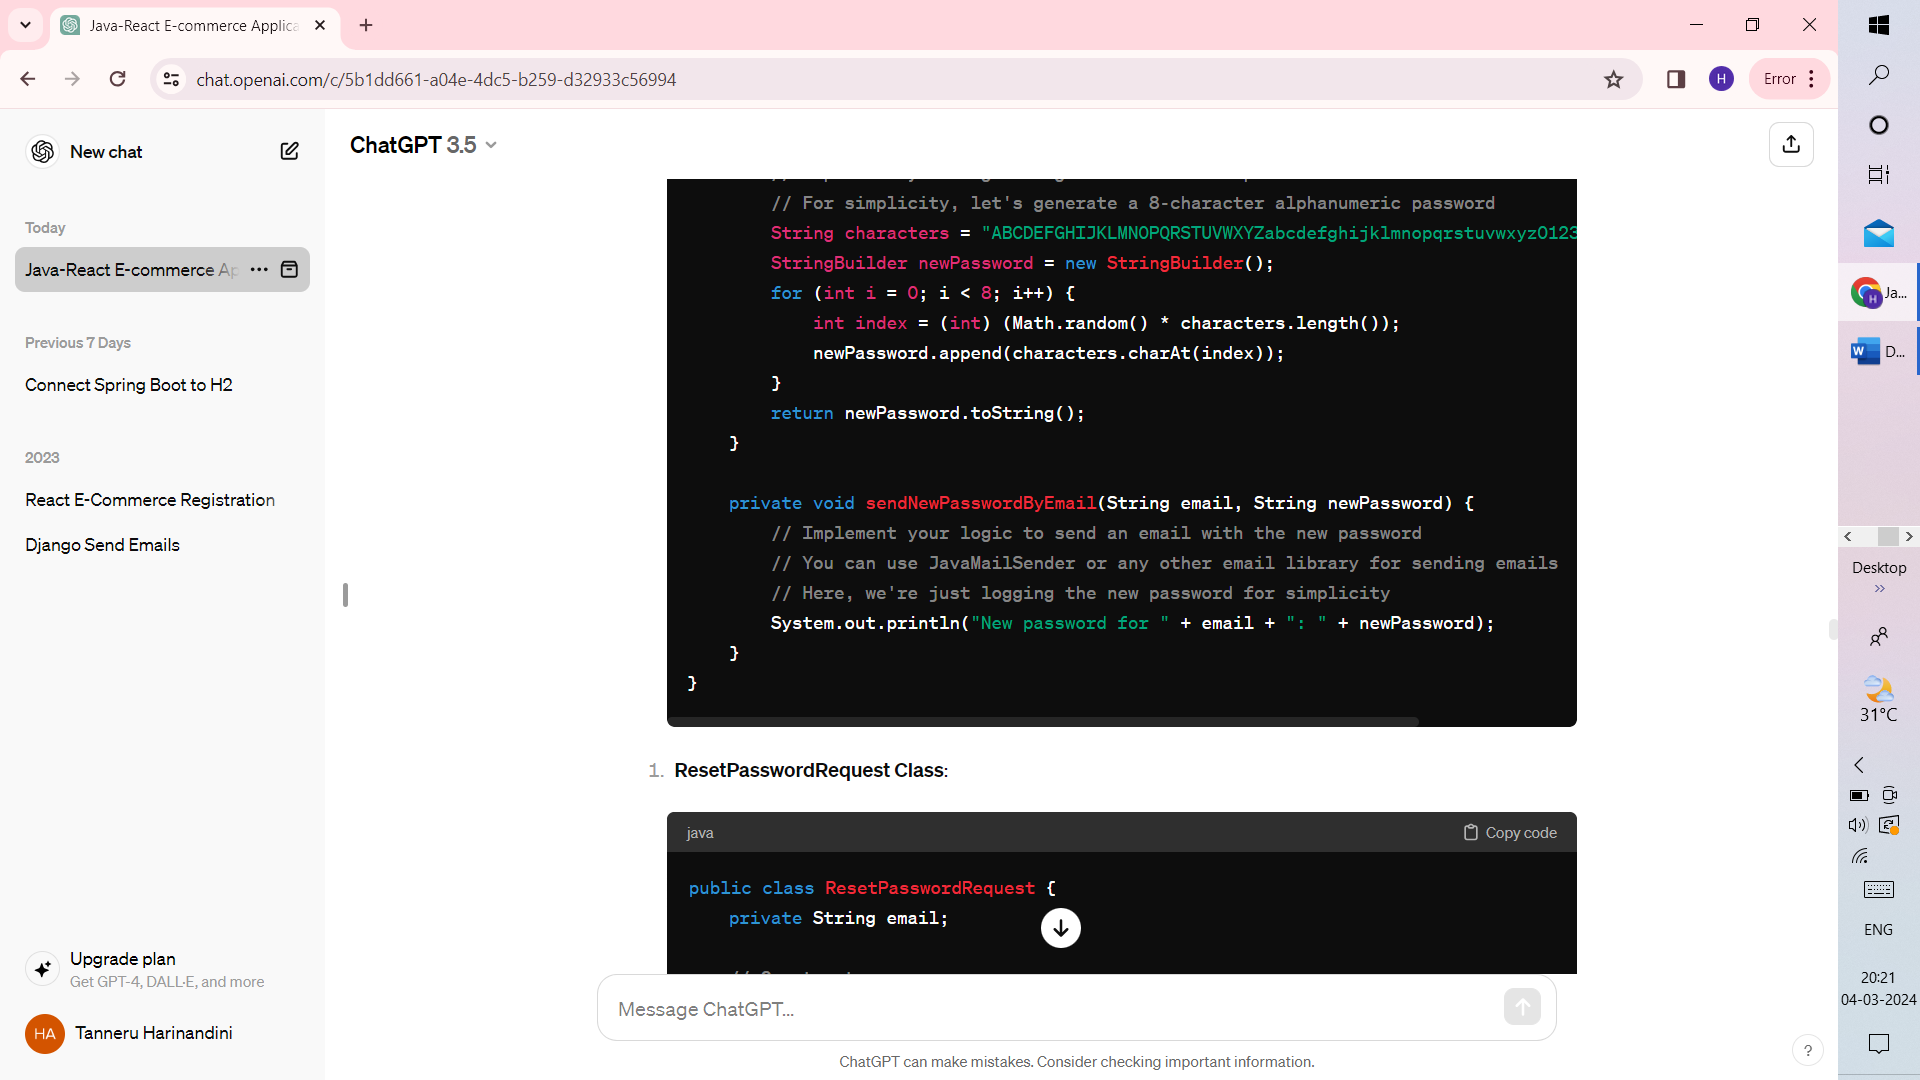 Java-React E-commerce Applica
chat.openai.com/c/5b1dd661-a04e-4dc5-b259-d32933c56994
H
Error
New chat
Today
Java-React E-commerce Ap
Previous 7 Days
Connect Spring Boot to H2
2023
React E-Commerce Registration
Django Send Emails
Upgrade plan
Get GPT-4, DALL·E, and more
HA
Tanneru Harinandini
ChatGPT 3.5
// For simplicity, let's generate a 8-character alphanumeric password
String characters = "ABCDEFGHIJKLMNOPQRSTUVWXYZabcdefghijklmnopqrstuvwxyz0123
StringBuilder newPassword = new StringBuilder();
for (int i = 0; i < 8; i++) {
int index = (int) (Math.random() * characters.length());
newPassword.append(characters.charAt(index));
}
return newPassword.toString();
}
private void sendNewPasswordByEmail(String email, String newPassword) {
// Implement your logic to send an email with the new password
// You can use JavaMailSender or any other email library for sending emails
// Here, we're just logging the new password for simplicity
System.out.println("New password for " + email + ": " + newPassword);
}
}
1. ResetPasswordRequest Class:
java
Copy code
public class ResetPasswordRequest {
private String email;
Message ChatGPT...
ChatGPT can make mistakes. Consider checking important information.
?
H
Ja...
W
D...
Desktop
31°C
ENG
20:21
04-03-2024